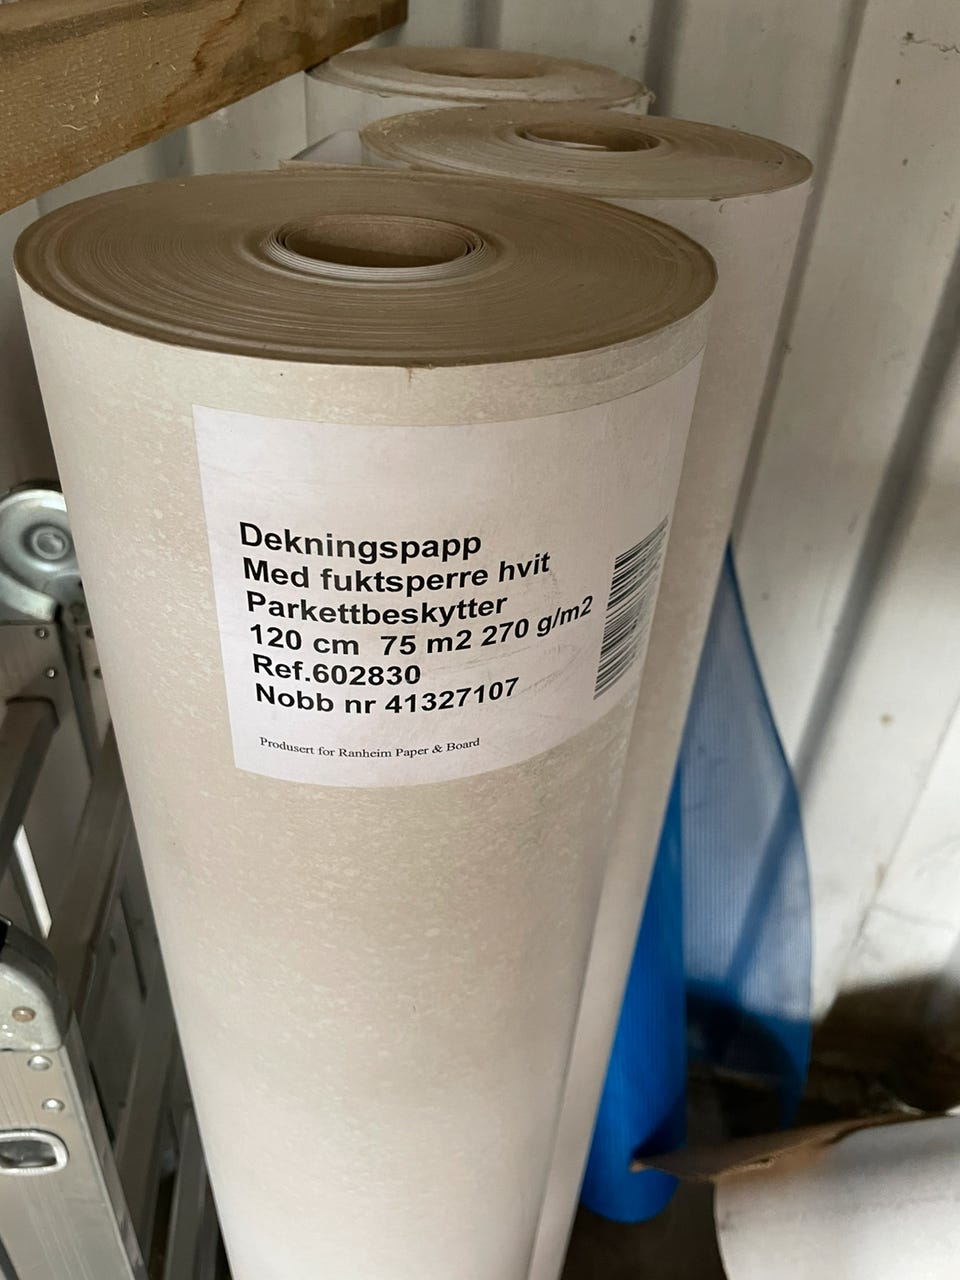 Dekningspapp
Med fuktsperre hvit
Parkettbeskytter
120 cm 75 m2 270 g/m2
Ref.602830
Nobb nr 41327107
Produsert for Ranheim Paper & Board